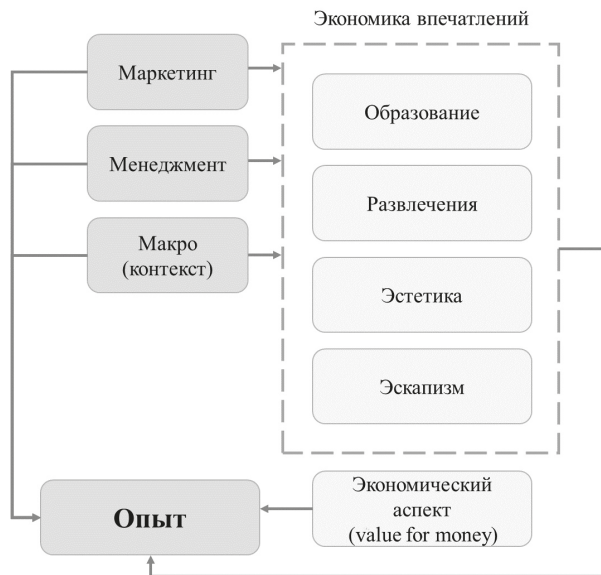 Экономика впечатлений
Маркетинг
Менеджмент
Макро
(контекст)
Образование
Развлечения
Эстетика
Эскапизм
Опыт
Экономический
аспект
(value for money)